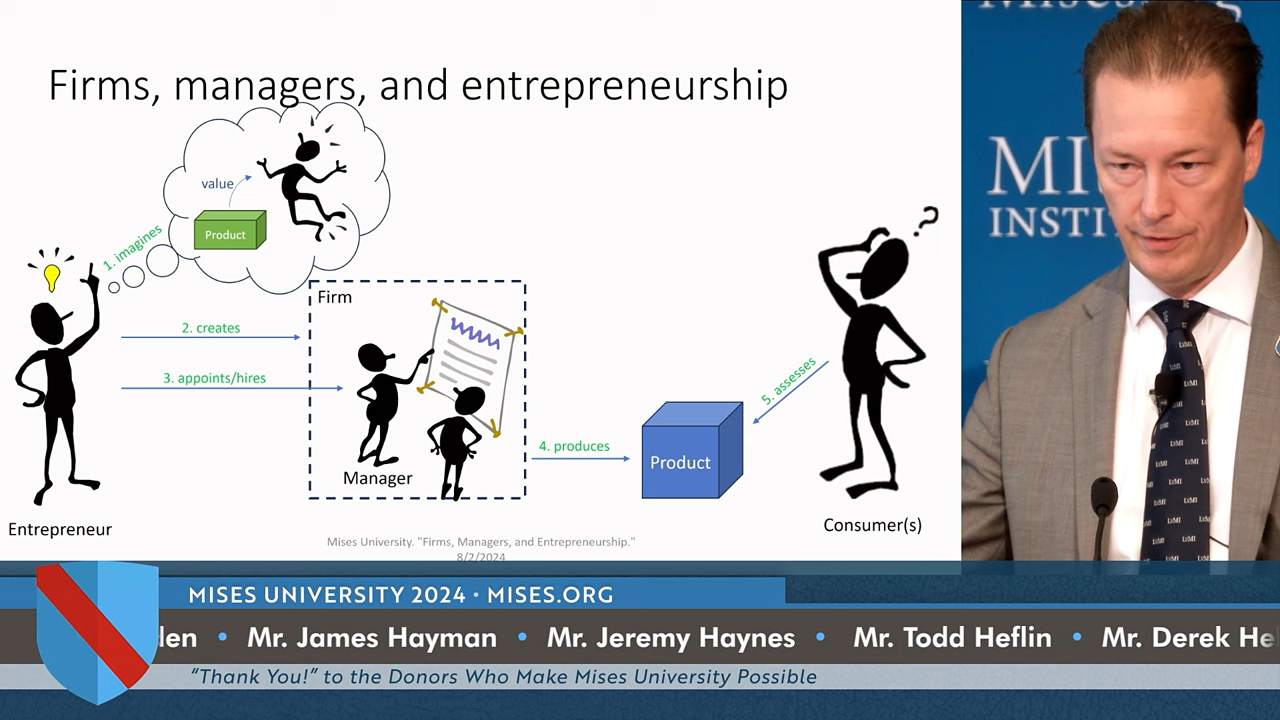 Firms, managers, and entrepreneurship
value
Product
1. imagines
Firm
2. creates
3. appoints/hires
Manager
4. produces
Product
5. assesses
?
Entrepreneur
Consumer(s)
Mises University. "Firms, Managers, and Entrepreneurship."
8/2/2024
MI
INSTI
MISES UNIVERSITY 2024 • MISES.ORG
den • Mr. James Hayman • Mr. Jeremy Haynes • Mr. Todd Heflin • Mr. Derek He
“Thank You!” to the Donors Who Make Mises University Possible